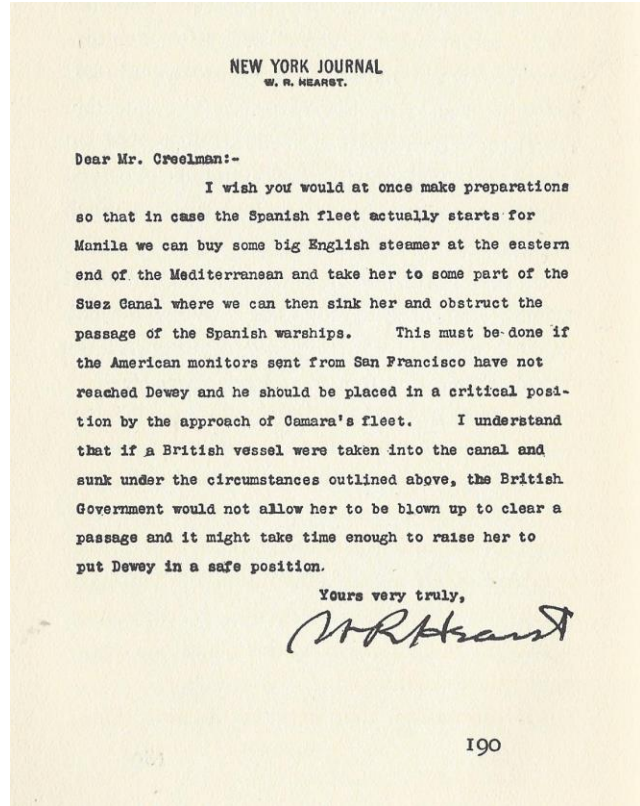 NEW YORK JOURNAL
W. R. HEARST.
Dear Mr. Creelman:-
I wish you would at once make preparations
so that in case the Spanish fleet actually starts for
Manila we can buy some big English steamer at the eastern
end of the Mediterranean and take her to some part of the
Suez Canal where we can then sink her and obstruct the
passage of the Spanish warships. This must be done if
the American monitors sent from San Francisco have not
reached Dewey and he should be placed in a critical posi-
tion by the approach of Camara's fleet. I understand
that if a British vessel were taken into the canal and
sunk under the circumstances outlined above, the British
Government would not allow her to be blown up to clear a
passage and it might take time enough to raise her to
put Dewey in a safe position.
Yours very truly,
W R Hearst
190